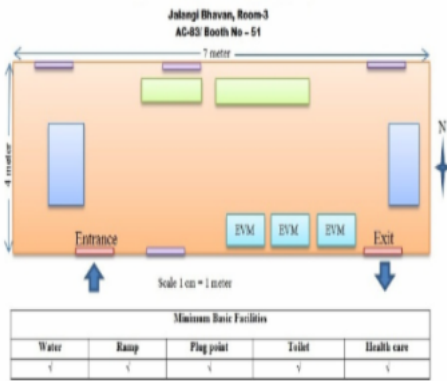 Jalangi Bhavan, Room-3
AC-83/ Booth No – 51
7 meter
4 meter
N
EVM EVM EVM
Entrance Exit
Scale 1 cm = 1 meter
Minimum Basic Facilities
Water Ramp Plug point Toilet Health care
√ √ √ √ √